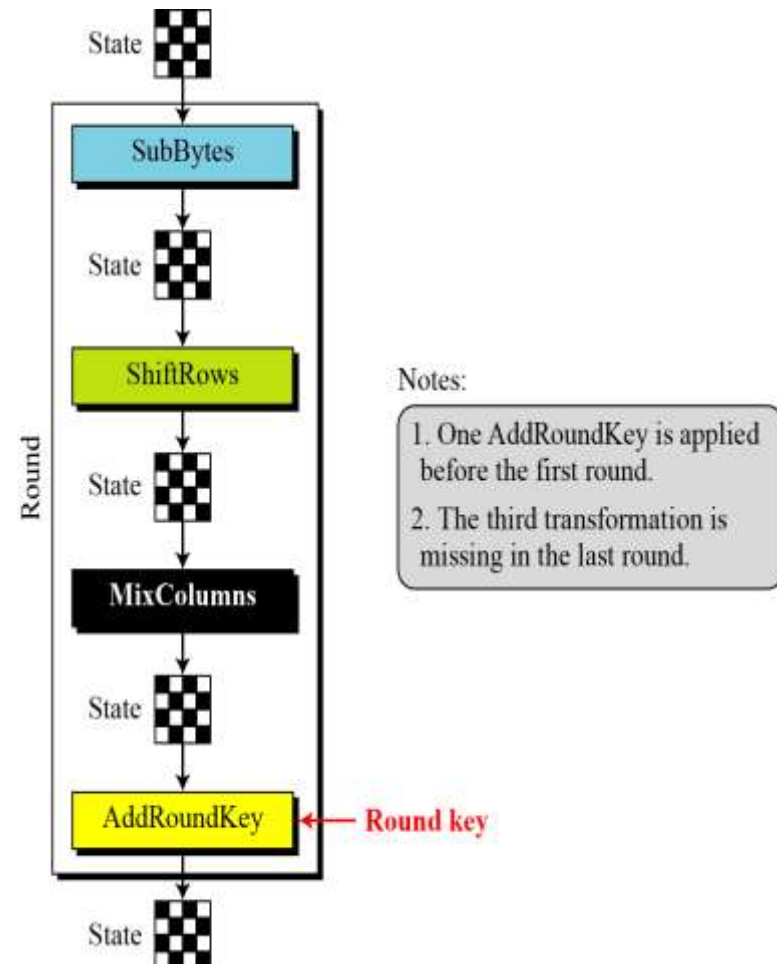 State
SubBytes
State
ShiftRows
State
MixColumns
State
AddRoundKey
Round key
State
Round
Notes:
1. One AddRoundKey is applied
before the first round.
2. The third transformation is
missing in the last round.